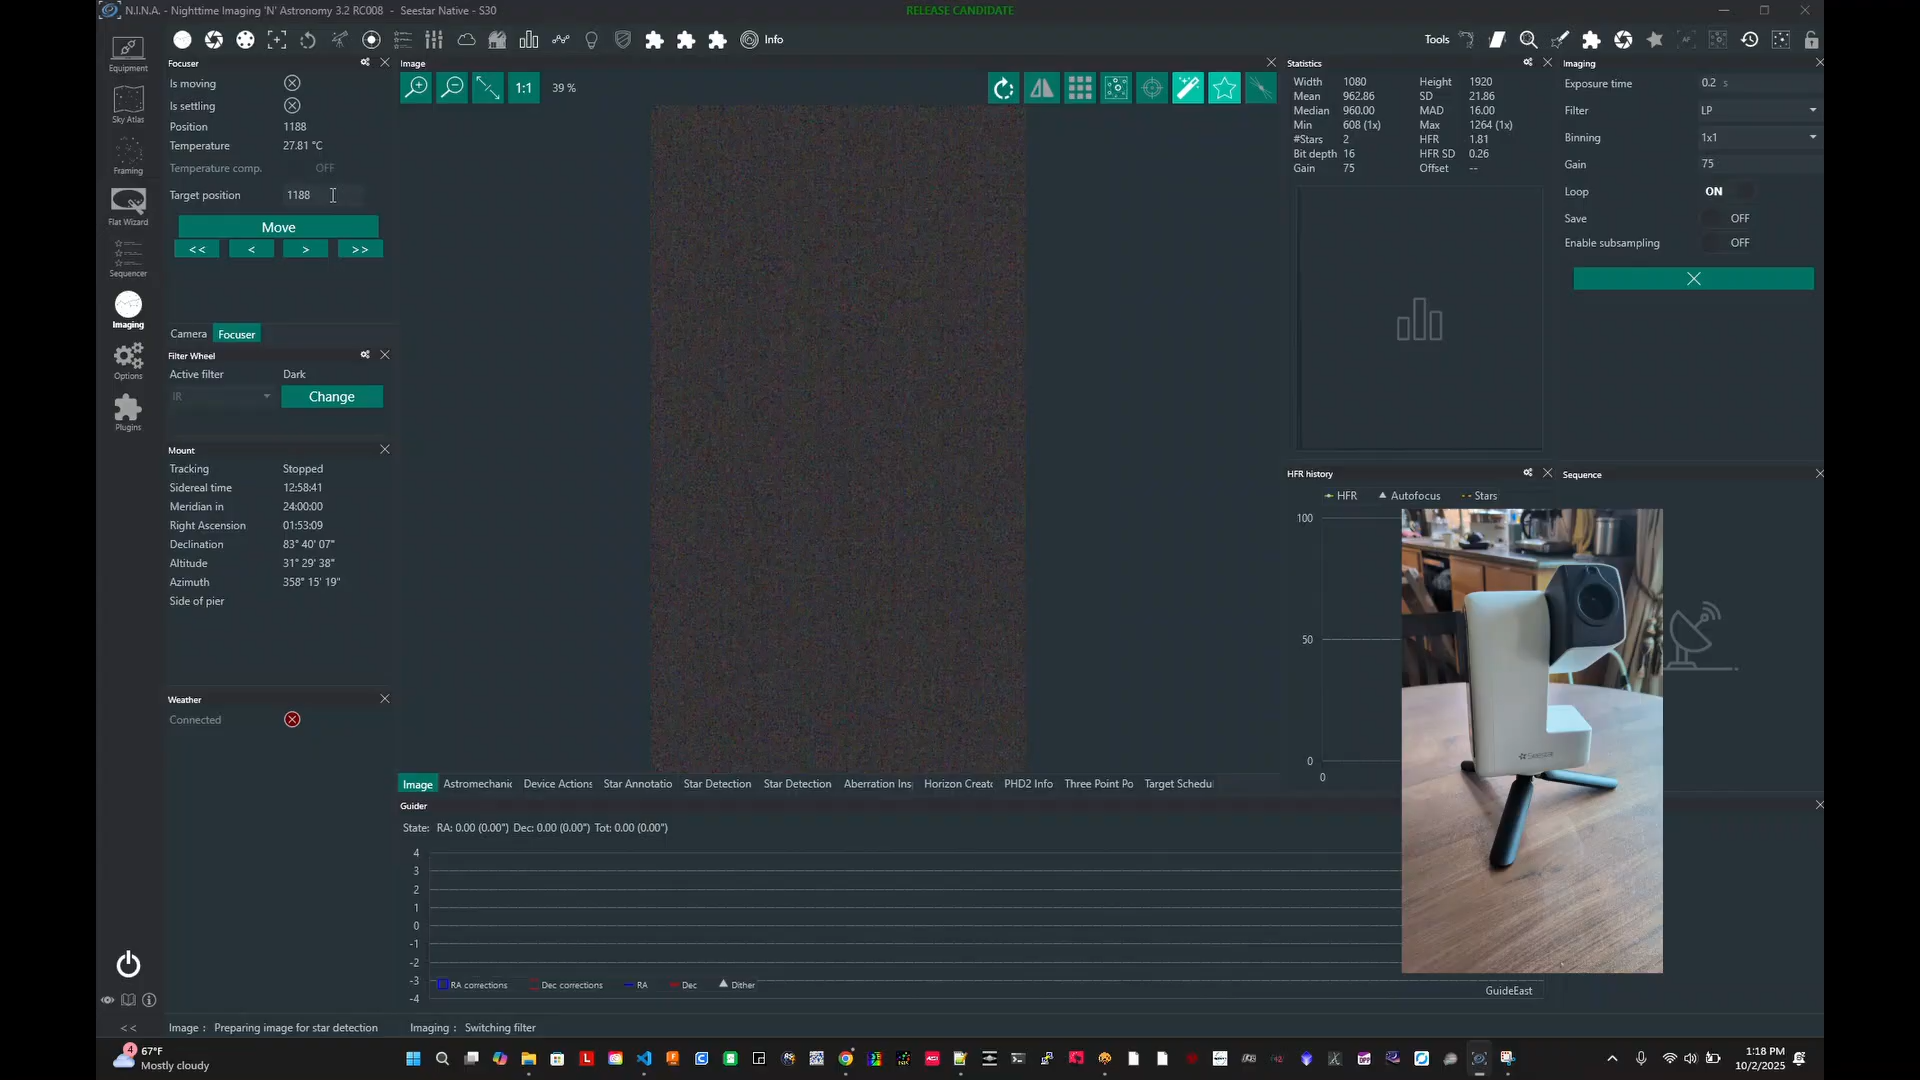 N.I.N.A. - Nighttime Imaging 'N' Astronomy 3.2 RC008 - Seestar Native - S30
RELEASE CANDIDATE
Info
Tools
Equipment
Sky Atlas
Framing
Flat Wizard
Sequencer
Imaging
Options
Plugins
Focuser
Is moving
Is settling
Position 1188
Temperature 27.81 °C
Temperature comp. OFF
Target position 1188
Move
<< < > >>
Camera Focuser
Filter Wheel
Active filter Dark
IR Change
Mount
Tracking Stopped
Sidereal time 12:58:41
Meridian in 24:00:00
Right Ascension 01:53:09
Declination 83° 40' 07"
Altitude 31° 29' 38"
Azimuth 358° 15' 19"
Side of pier
Weather
Connected
Image
1:1 39 %
Image Astromechanic Device Actions Star Annotatio Star Detection Star Detection Aberration Ins Horizon Creato PHD2 Info Three Point Po Target Schedu
Guider
State: RA: 0.00 (0.00") Dec: 0.00 (0.00") Tot: 0.00 (0.00")
4
3
2
1
0
-1
-2
-3
-4
RA corrections Dec corrections RA Dec Dither
GuideEast
Statistics
Width 1080 Height 1920
Mean 962.86 SD 21.86
Median 960.00 MAD 16.00
Min 608 (1x) Max 1264 (1x)
#Stars 2 HFR 1.81
Bit depth 16 HFR SD 0.26
Gain 75 Offset --
HFR history
HFR Autofocus Stars
100
50
0
0
Imaging
Exposure time 0.2 s
Filter LP
Binning 1x1
Gain 75
Loop ON
Save OFF
Enable subsampling OFF
Sequence
Seestar
<<
Image : Preparing image for star detection Imaging : Switching filter
4
67°F
Mostly cloudy
1:18 PM
10/2/2025